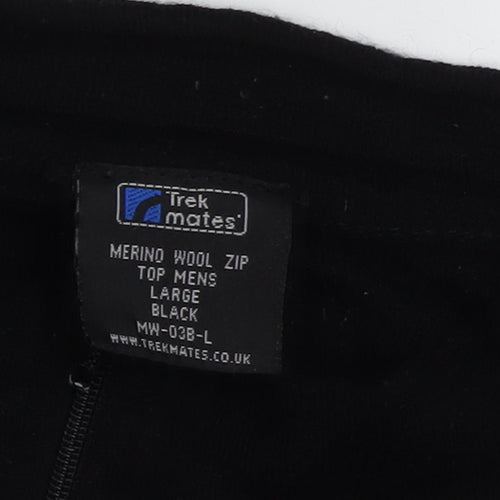 Trek
mates
MERINO WOOL ZIP
TOP MENS
LARGE
BLACK
MW-03B-L
WWW.TREKMATES.CO.UK